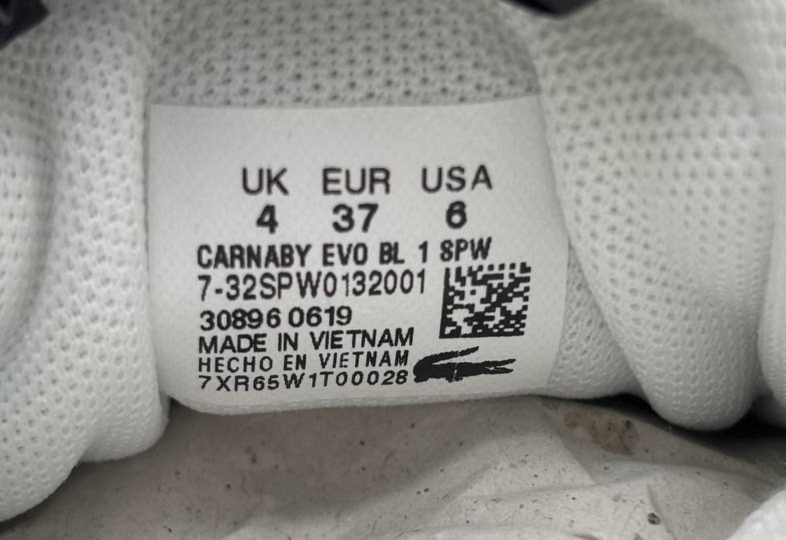 UK EUR USA
4 37 6
CARNABY EVO BL 1 SPW
7-32SPW0132001
30896 0619
MADE IN VIETNAM
HECHO EN VIETNAM
7XR65W1T00028